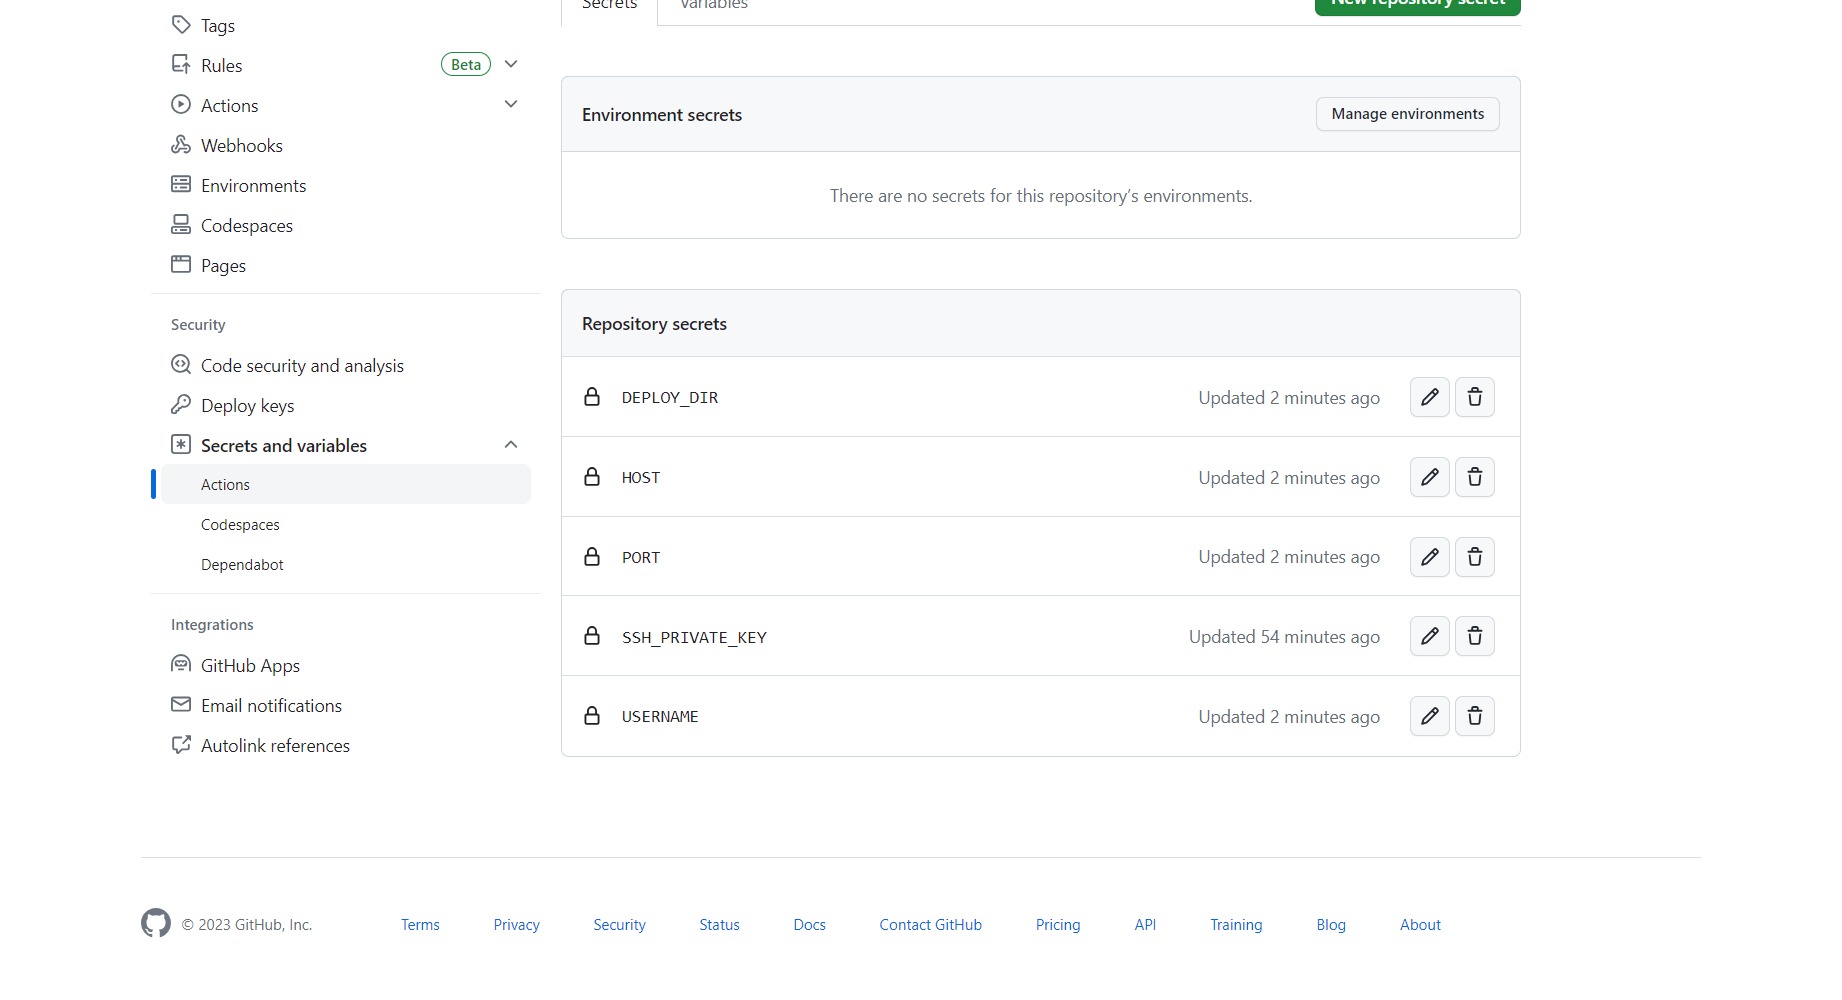 Tags
Rules
Beta
Actions
Webhooks
Environments
Codespaces
Pages
Security
Code security and analysis
Deploy keys
Secrets and variables
Actions
Codespaces
Dependabot
Integrations
GitHub Apps
Email notifications
Autolink references
Secrets
Variables
New repository secret
Environment secrets
Manage environments
There are no secrets for this repository’s environments.
Repository secrets
DEPLOY_DIR
Updated 2 minutes ago
HOST
Updated 2 minutes ago
PORT
Updated 2 minutes ago
SSH_PRIVATE_KEY
Updated 54 minutes ago
USERNAME
Updated 2 minutes ago
© 2023 GitHub, Inc.
Terms
Privacy
Security
Status
Docs
Contact GitHub
Pricing
API
Training
Blog
About